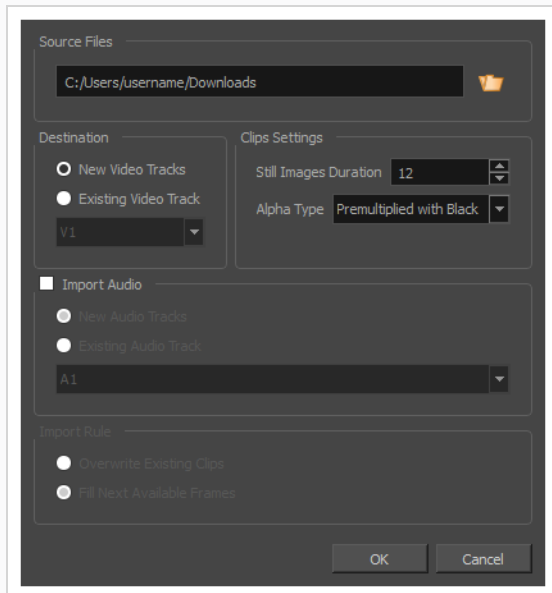 Source Files
C:/Users/username/Downloads
Destination
New Video Tracks
Existing Video Track
V1
Clips Settings
Still Images Duration 12
Alpha Type Premultiplied with Black
Import Audio
New Audio Tracks
Existing Audio Track
A1
Import Rule
Overwrite Existing Clips
Fill Next Available Frames
OK Cancel